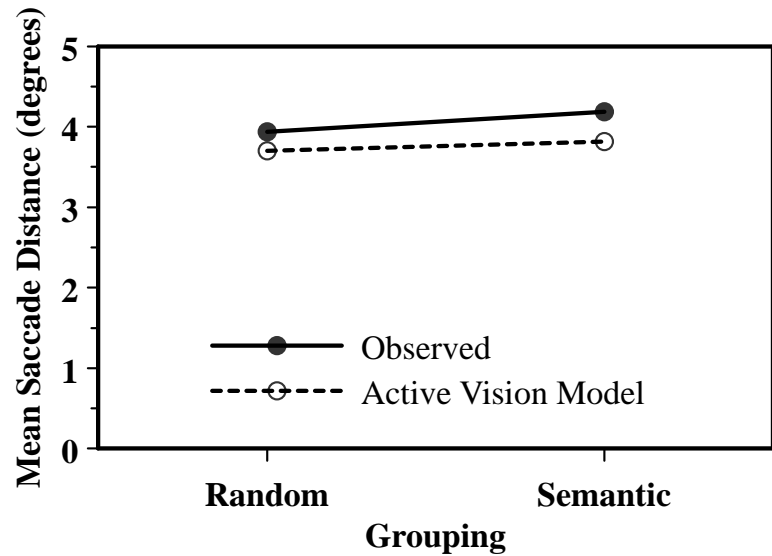 Mean Saccade Distance (degrees)
5
4
3
2
1
0
Observed
Active Vision Model
Random
Semantic
Grouping